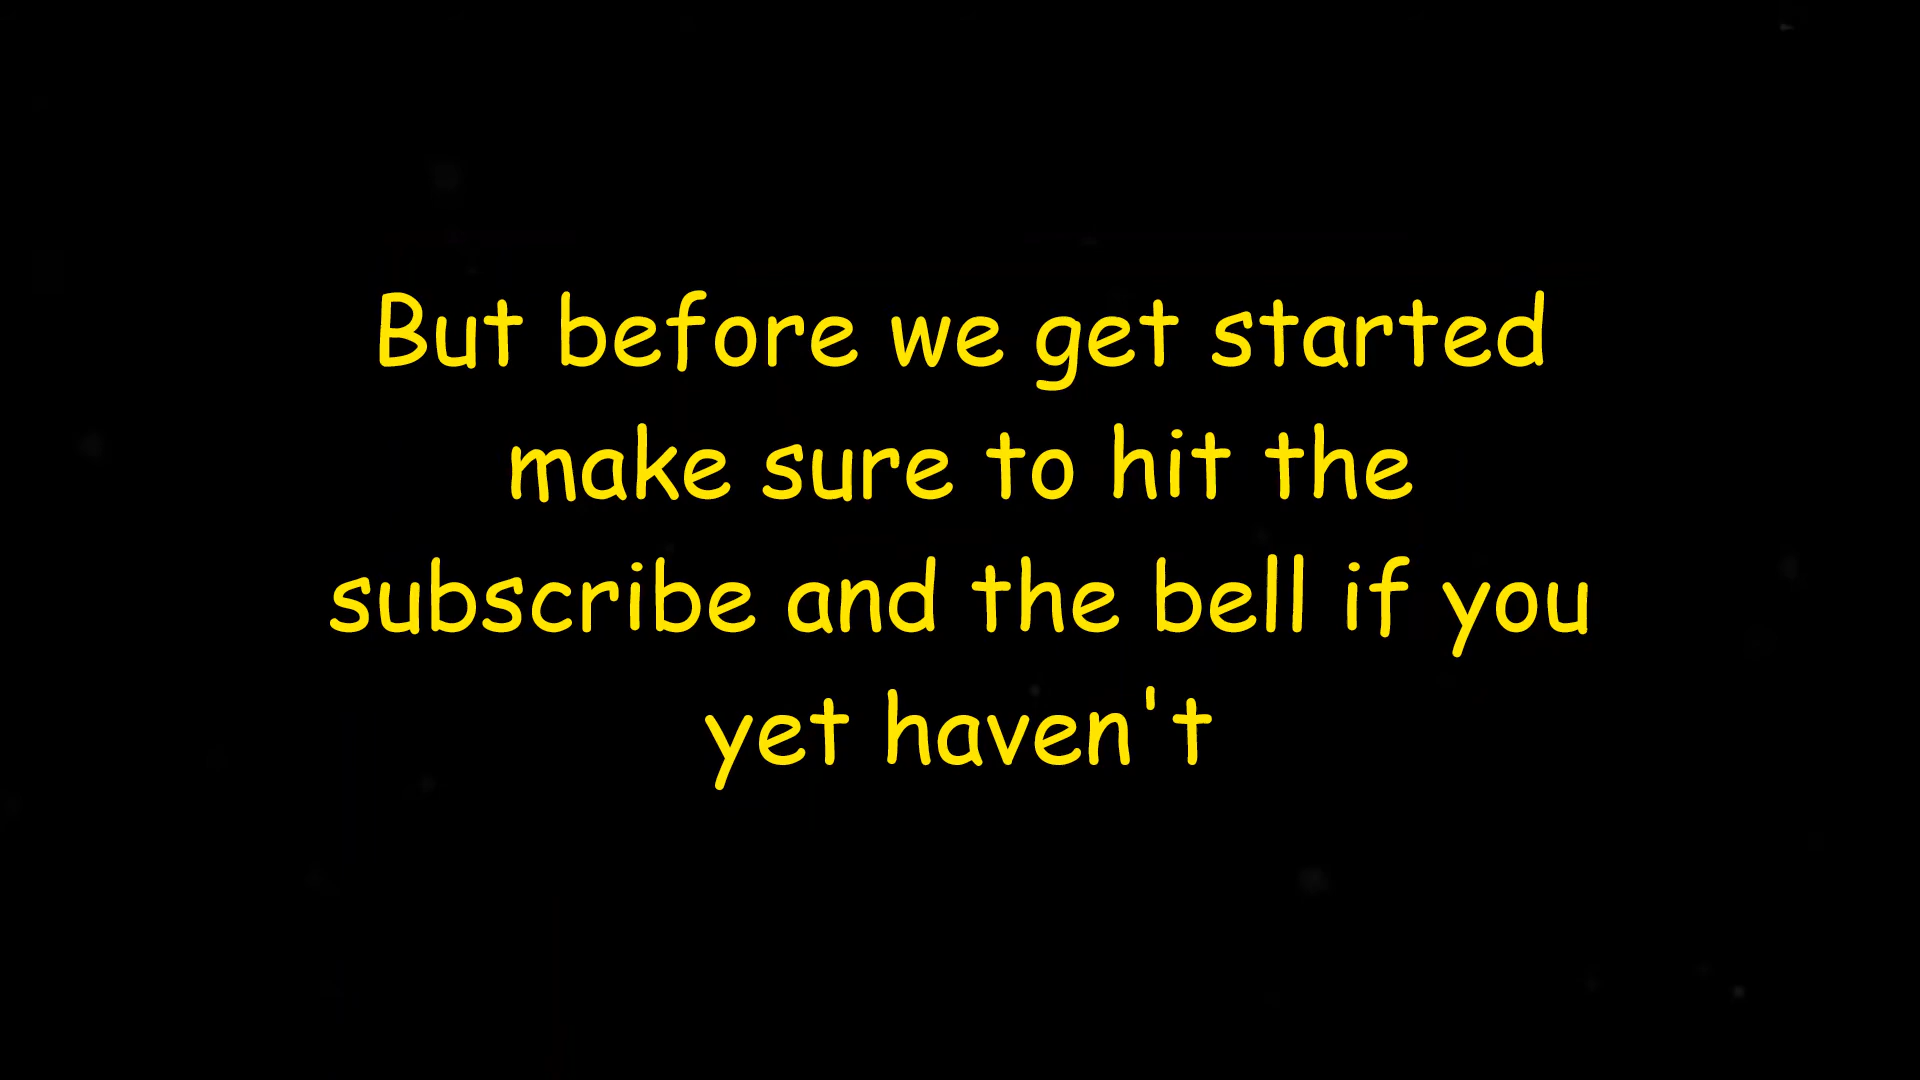 But before we get started
make sure to hit the
subscribe and the bell if you
yet haven't